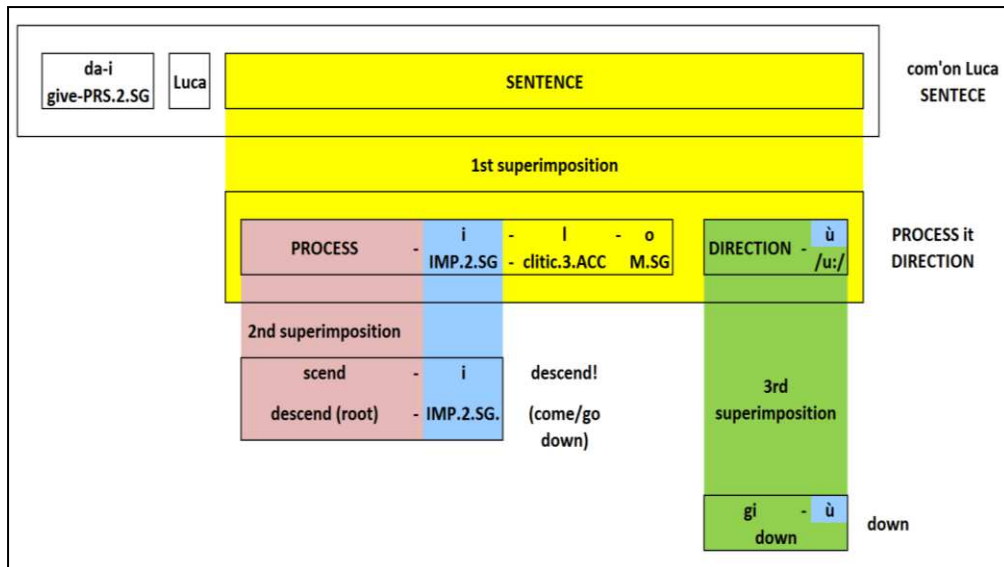 da-i
give-PRS.2.SG
Luca
SENTENCE
com'on Luca
SENTECE
1st superimposition
PROCESS - i - l - o
IMP.2.SG - clitic.3.ACC M.SG
DIRECTION - ù
/u:/
PROCESS it
DIRECTION
2nd superimposition
scend - i
descend (root) - IMP.2.SG.
descend!
(come/go
down)
3rd
superimposition
gi - ù
down
down